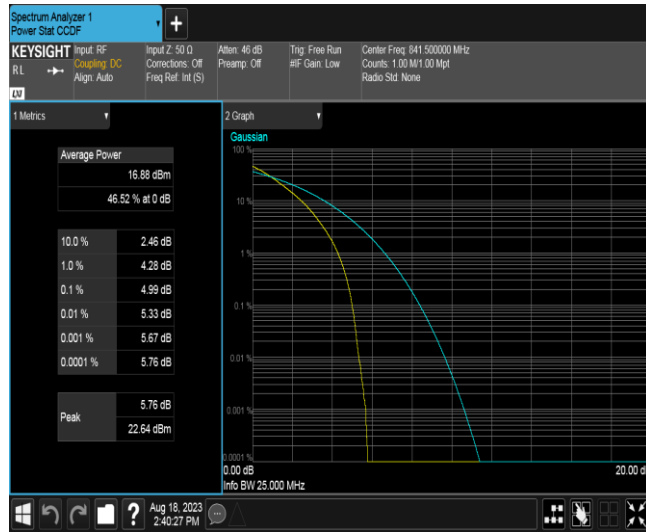 Spectrum Analyzer 1
Power Stat CCDF
+
KEYSIGHT
RL
LXI
Input: RF
Coupling: DC
Align: Auto
Input Z: 50 Ω
Corrections: Off
Freq Ref: Int (S)
Atten: 46 dB
Preamp: Off
Trig: Free Run
#IF Gain: Low
Center Freq: 841.500000 MHz
Counts: 1.00 M/1.00 Mpt
Radio Std: None
1 Metrics
Average Power
16.88 dBm
46.52 % at 0 dB
10.0 % 2.46 dB
1.0 % 4.28 dB
0.1 % 4.99 dB
0.01 % 5.33 dB
0.001 % 5.67 dB
0.0001 % 5.76 dB
Peak
5.76 dB
22.64 dBm
2 Graph
Gaussian
100 %
10 %
1 %
0.1 %
0.01 %
0.001 %
0.0001 %
0.00 dB
20.00 d
Info BW 25.000 MHz
?
Aug 18, 2023
2:40:27 PM